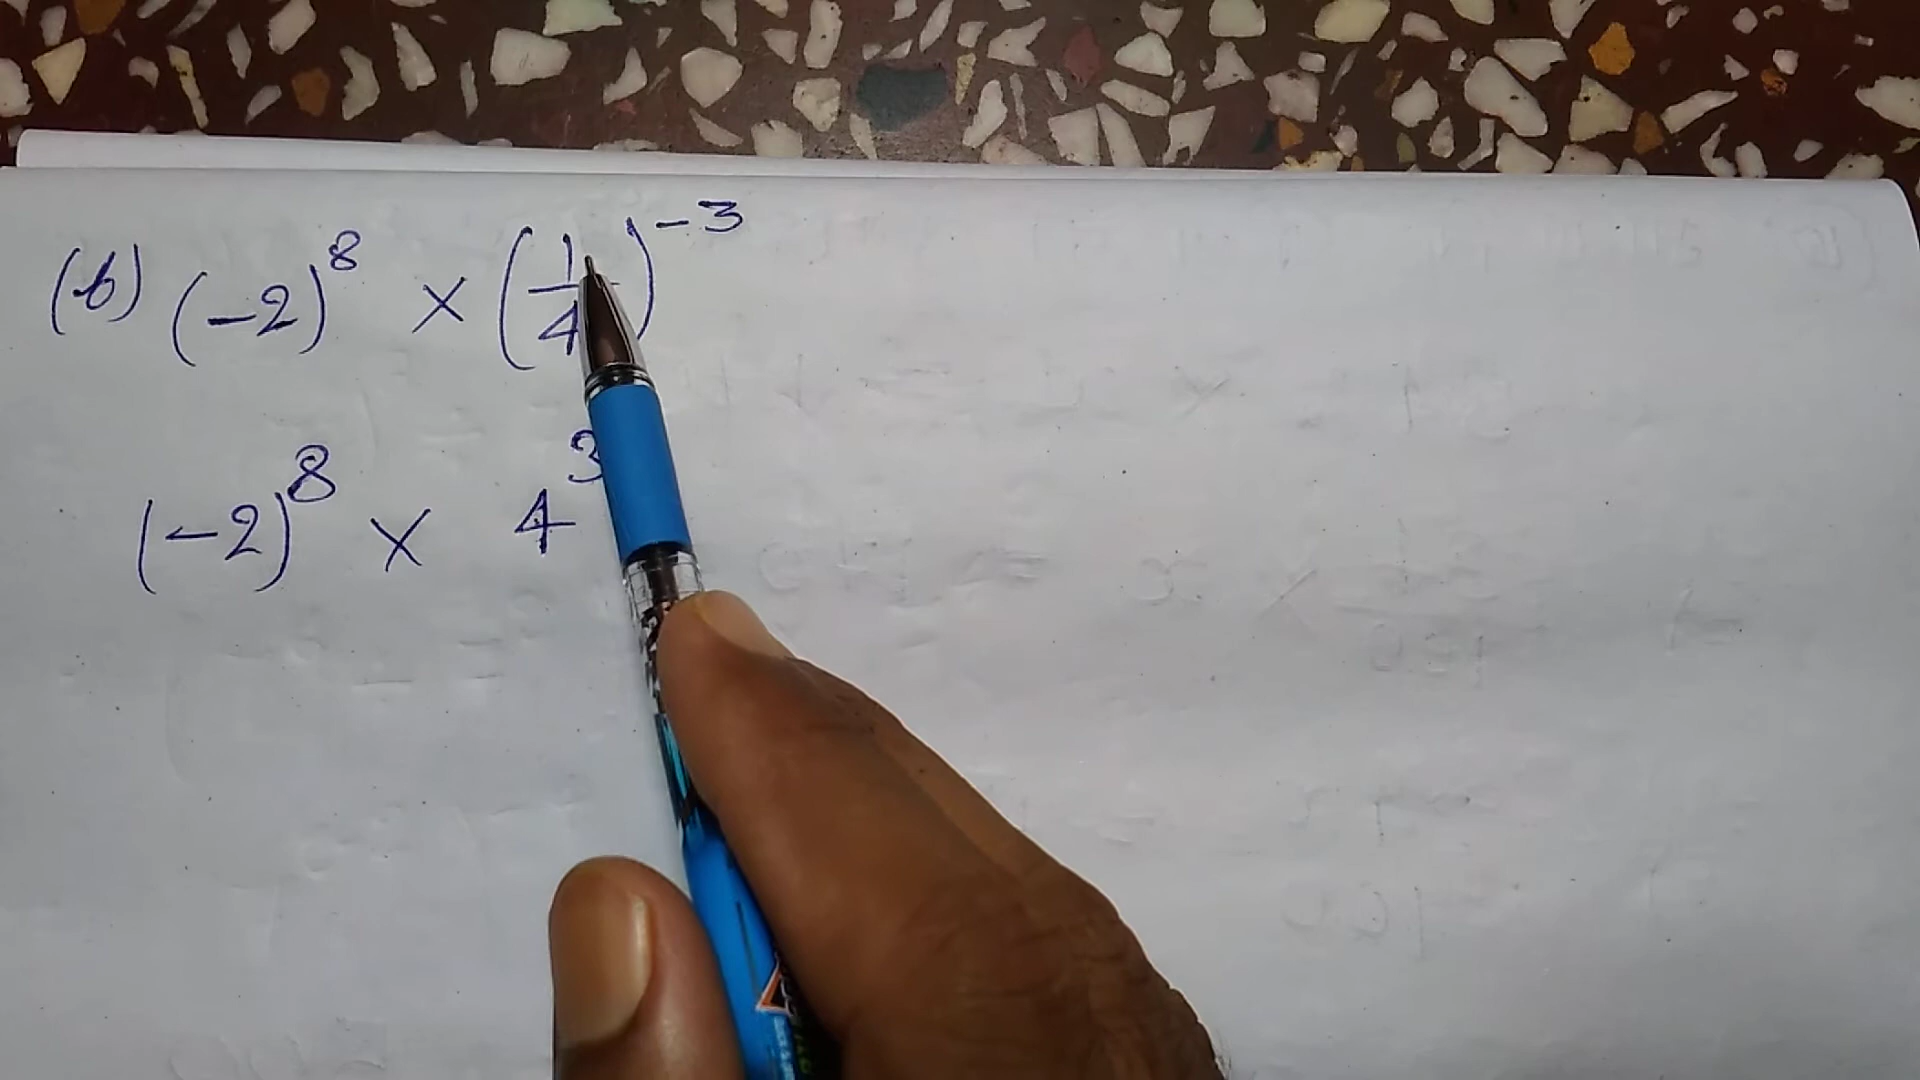 (b) (-2)^8 × (1/4)^-3
(-2)^8 × 4^3